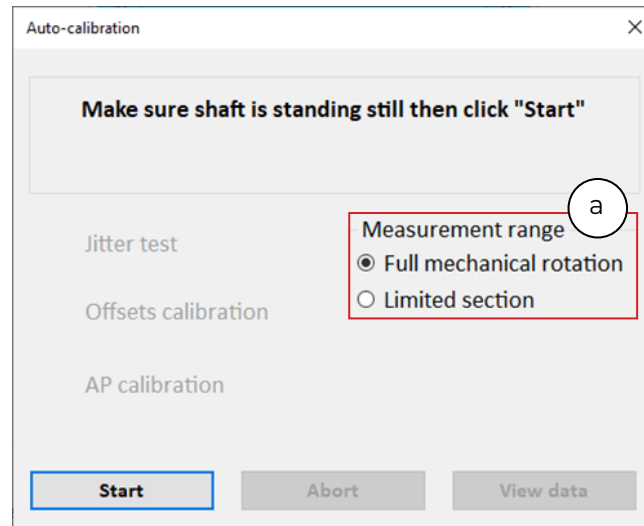 Auto-calibration
Make sure shaft is standing still then click "Start"
a
Jitter test
Measurement range
Full mechanical rotation
Offsets calibration
Limited section
AP calibration
Start
Abort
View data